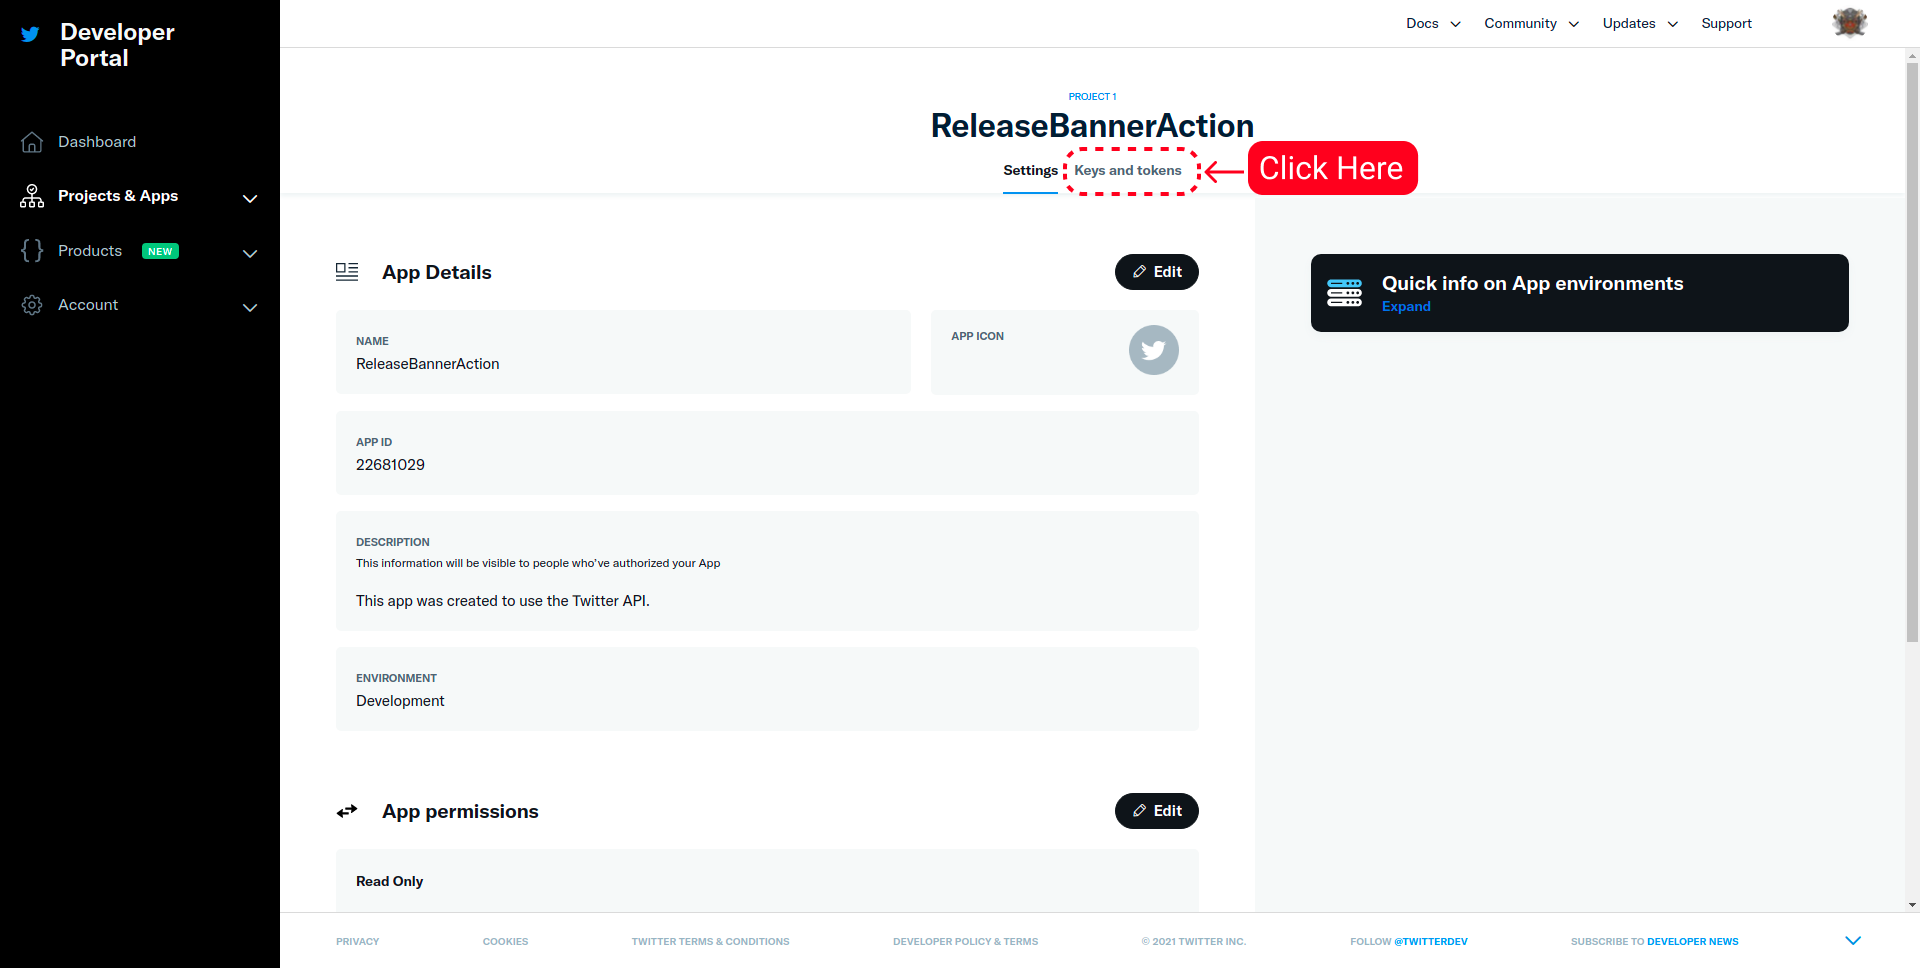 Developer
Portal
Dashboard
Projects & Apps
Products NEW
Account
Docs Community Updates Support
PROJECT 1
ReleaseBannerAction
Settings Keys and tokens Click Here
App Details Edit
NAME
ReleaseBannerAction
APP ICON
APP ID
22681029
DESCRIPTION
This information will be visible to people who've authorized your App
This app was created to use the Twitter API.
ENVIRONMENT
Development
App permissions Edit
Read Only
Quick info on App environments
Expand
PRIVACY COOKIES TWITTER TERMS & CONDITIONS DEVELOPER POLICY & TERMS © 2021 TWITTER INC. FOLLOW @TWITTERDEV SUBSCRIBE TO DEVELOPER NEWS